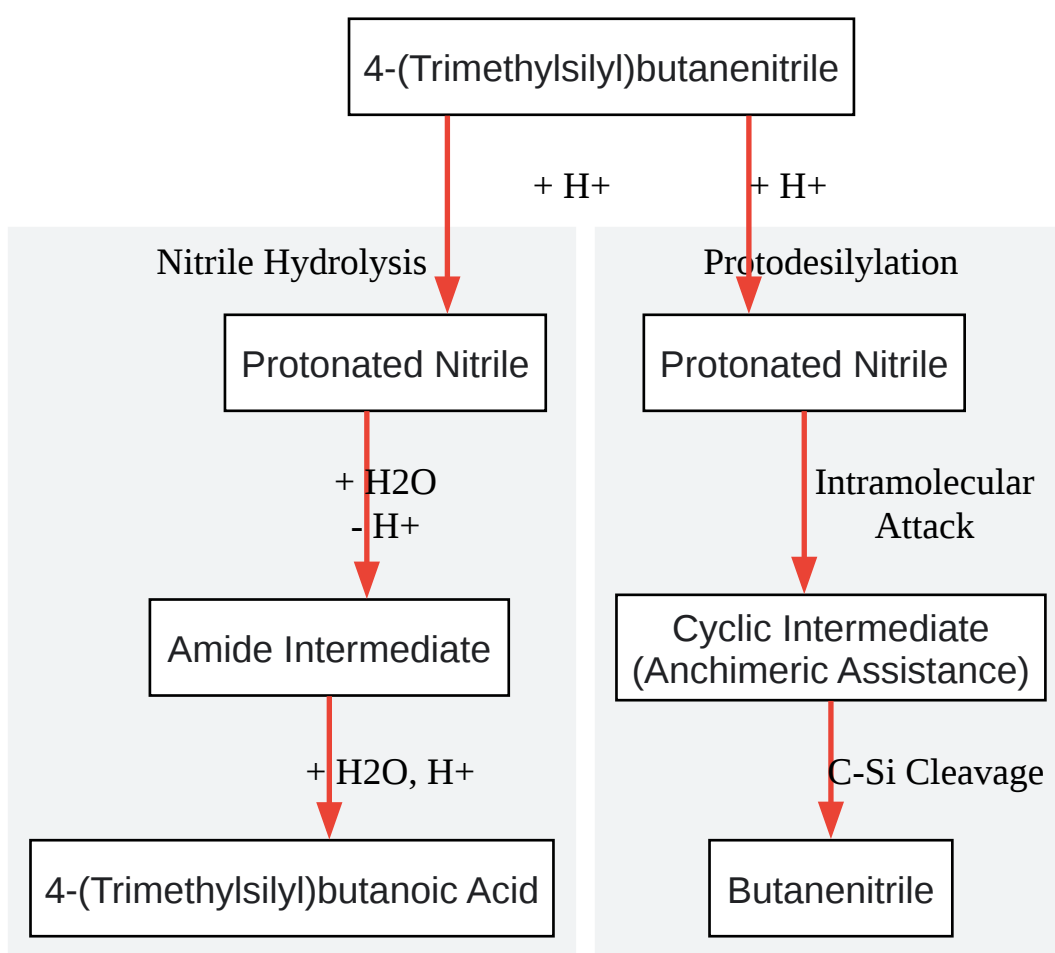 4-(Trimethylsilyl)butanenitrile
+ H+
+ H+
Nitrile Hydrolysis
Protodesilylation
Protonated Nitrile
Protonated Nitrile
+ H2O
- H+
Intramolecular
Attack
Amide Intermediate
Cyclic Intermediate
(Anchimeric Assistance)
+ H2O, H+
C-Si Cleavage
4-(Trimethylsilyl)butanoic Acid
Butanenitrile